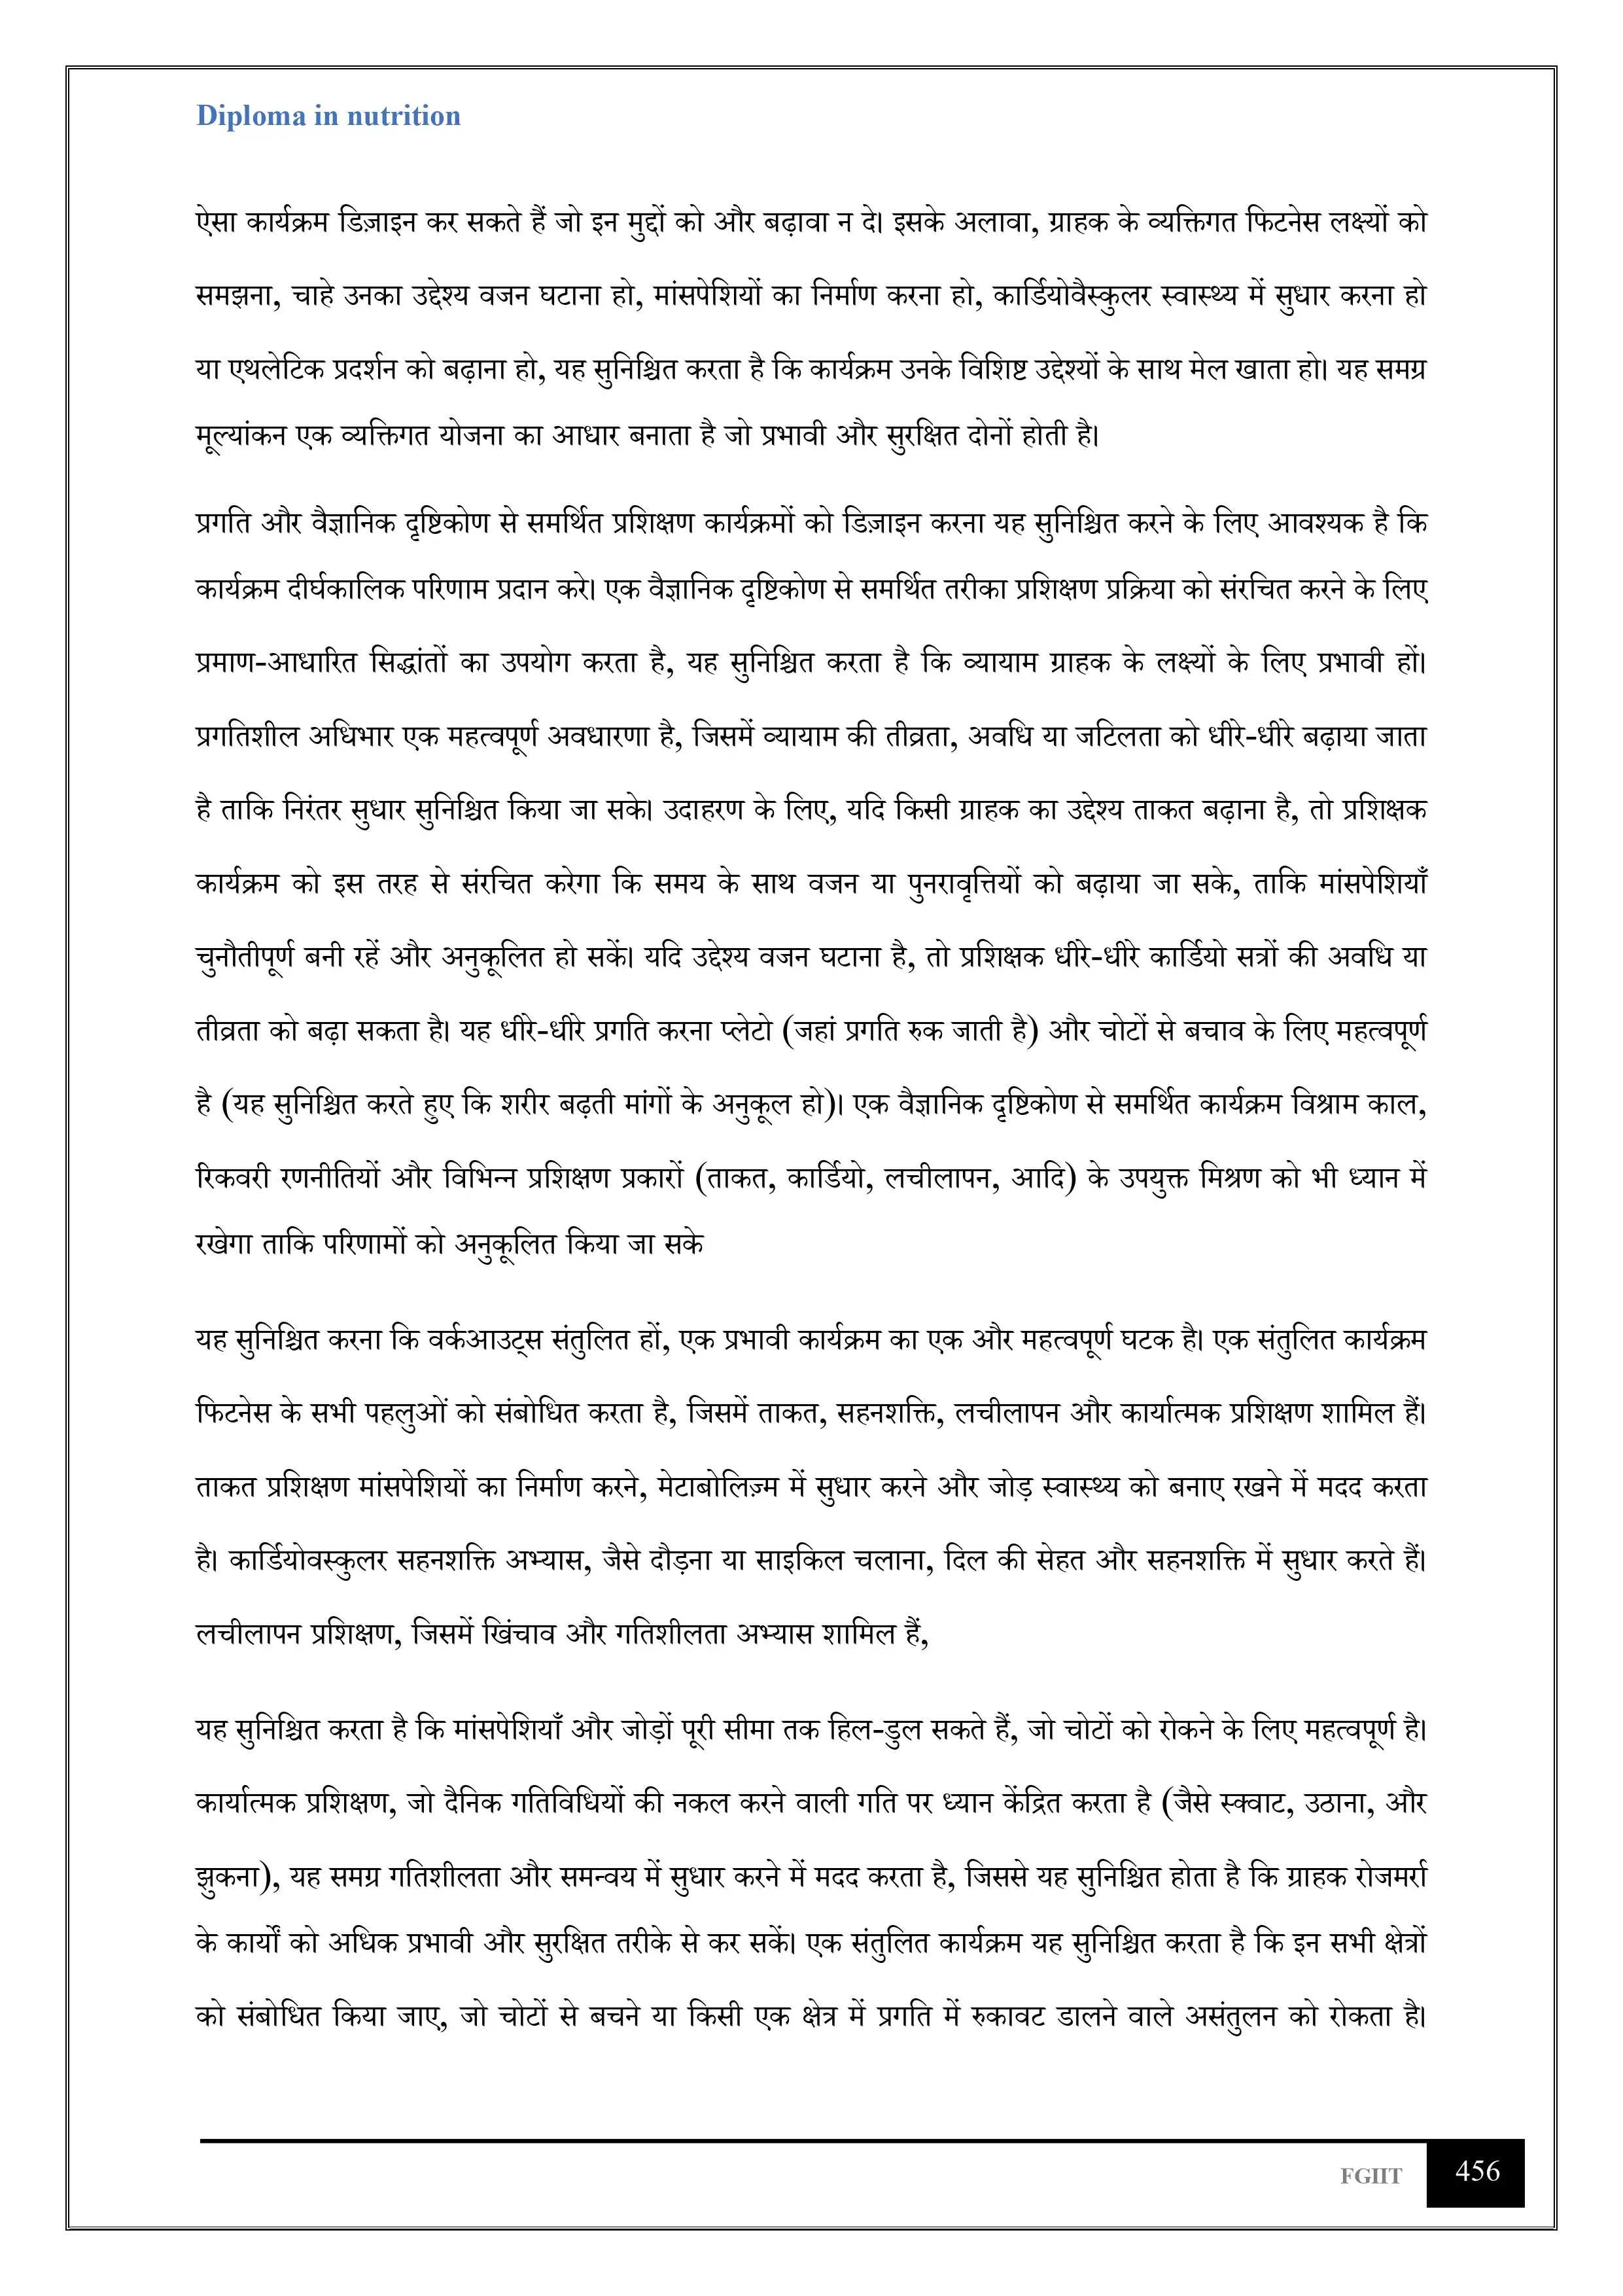 Diploma in nutrition
ऐसा कार्यक्रम डिज़ाइन कर सकते हैं जो इन मुद्दों को और बढ़ावा न दे। इसके अलावा, ग्राहक के व्यक्तिगत फिटनेस लक्ष्यों को
समझना, चाहे उनका उद्देश्य वजन घटाना हो, मांसपेशियों का निर्माण करना हो, कार्डियोवैस्कुलर स्वास्थ्य में सुधार करना हो
या एथलेटिक प्रदर्शन को बढ़ाना हो, यह सुनिश्चित करता है कि कार्यक्रम उनके विशिष्ट उद्देश्यों के साथ मेल खाता हो। यह समग्र
मूल्यांकन एक व्यक्तिगत योजना का आधार बनाता है जो प्रभावी और सुरक्षित दोनों होती है।
प्रगति और वैज्ञानिक दृष्टिकोण से समर्थित प्रशिक्षण कार्यक्रमों को डिज़ाइन करना यह सुनिश्चित करने के लिए आवश्यक है कि
कार्यक्रम दीर्घकालिक परिणाम प्रदान करे। एक वैज्ञानिक दृष्टिकोण से समर्थित तरीका प्रशिक्षण प्रक्रिया को संरचित करने के लिए
प्रमाण-आधारित सिद्धांतों का उपयोग करता है, यह सुनिश्चित करता है कि व्यायाम ग्राहक के लक्ष्यों के लिए प्रभावी हों।
प्रगतिशील अधिभार एक महत्वपूर्ण अवधारणा है, जिसमें व्यायाम की तीव्रता, अवधि या जटिलता को धीरे-धीरे बढ़ाया जाता
है ताकि निरंतर सुधार सुनिश्चित किया जा सके। उदाहरण के लिए, यदि किसी ग्राहक का उद्देश्य ताकत बढ़ाना है, तो प्रशिक्षक
कार्यक्रम को इस तरह से संरचित करेगा कि समय के साथ वजन या पुनरावृत्तियों को बढ़ाया जा सके, ताकि मांसपेशियाँ
चुनौतीपूर्ण बनी रहें और अनुकूलित हो सकें। यदि उद्देश्य वजन घटाना है, तो प्रशिक्षक धीरे-धीरे कार्डियो सत्रों की अवधि या
तीव्रता को बढ़ा सकता है। यह धीरे-धीरे प्रगति करना प्लेटो (जहां प्रगति रुक जाती है) और चोटों से बचाव के लिए महत्वपूर्ण
है (यह सुनिश्चित करते हुए कि शरीर बढ़ती मांगों के अनुकूल हो)। एक वैज्ञानिक दृष्टिकोण से समर्थित कार्यक्रम विश्राम काल,
रिकवरी रणनीतियों और विभिन्न प्रशिक्षण प्रकारों (ताकत, कार्डियो, लचीलापन, आदि) के उपयुक्त मिश्रण को भी ध्यान में
रखेगा ताकि परिणामों को अनुकूलित किया जा सके
यह सुनिश्चित करना कि वर्कआउट्स संतुलित हों, एक प्रभावी कार्यक्रम का एक और महत्वपूर्ण घटक है। एक संतुलित कार्यक्रम
फिटनेस के सभी पहलुओं को संबोधित करता है, जिसमें ताकत, सहनशक्ति, लचीलापन और कार्यात्मक प्रशिक्षण शामिल हैं।
ताकत प्रशिक्षण मांसपेशियों का निर्माण करने, मेटाबोलिज़्म में सुधार करने और जोड़ स्वास्थ्य को बनाए रखने में मदद करता
है। कार्डियोवस्कुलर सहनशक्ति अभ्यास, जैसे दौड़ना या साइकिल चलाना, दिल की सेहत और सहनशक्ति में सुधार करते हैं।
लचीलापन प्रशिक्षण, जिसमें खिंचाव और गतिशीलता अभ्यास शामिल हैं,
यह सुनिश्चित करता है कि मांसपेशियाँ और जोड़ों पूरी सीमा तक हिल-डुल सकते हैं, जो चोटों को रोकने के लिए महत्वपूर्ण है।
कार्यात्मक प्रशिक्षण, जो दैनिक गतिविधियों की नकल करने वाली गति पर ध्यान केंद्रित करता है (जैसे स्क्वाट, उठाना, और
झुकना), यह समग्र गतिशीलता और समन्वय में सुधार करने में मदद करता है, जिससे यह सुनिश्चित होता है कि ग्राहक रोजमर्रा
के कार्यों को अधिक प्रभावी और सुरक्षित तरीके से कर सकें। एक संतुलित कार्यक्रम यह सुनिश्चित करता है कि इन सभी क्षेत्रों
को संबोधित किया जाए, जो चोटों से बचने या किसी एक क्षेत्र में प्रगति में रुकावट डालने वाले असंतुलन को रोकता है।
FGIIT 456